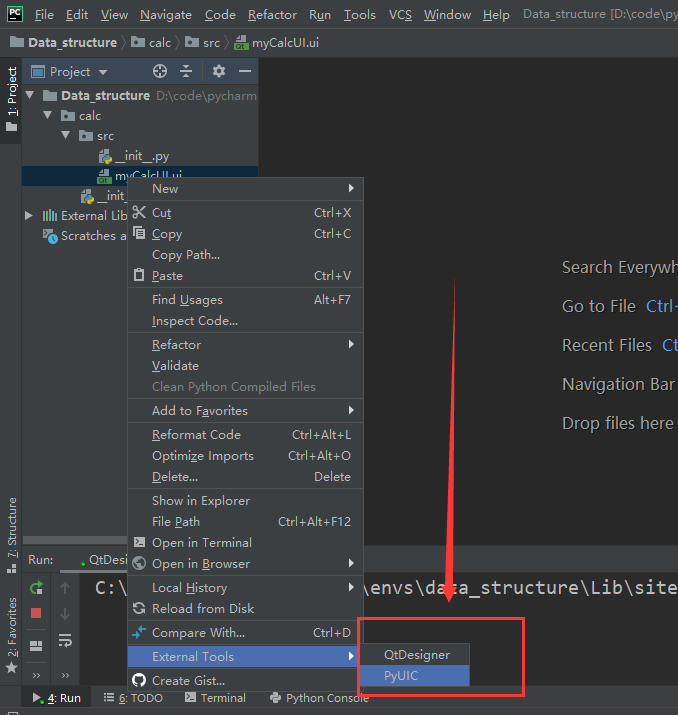 PC File Edit View Navigate Code Refactor Run Tools VCS Window Help Data_structure [D:\code\py
Data_structure calc src myCalcUI.ui
1: Project
Project
Data_structure D:\code\pycharm
calc
src
__init__.py
myCalcUI.ui
__init_
External Lib
Scratches a
New
Cut Ctrl+X
Copy Ctrl+C
Copy Path...
Paste Ctrl+V
Find Usages Alt+F7
Inspect Code...
Refactor
Validate
Clean Python Compiled Files
Add to Favorites
Reformat Code Ctrl+Alt+L
Optimize Imports Ctrl+Alt+O
Delete... Delete
Show in Explorer
File Path Ctrl+Alt+F12
Open in Terminal
Open in Browser
Local History
Reload from Disk
Compare With... Ctrl+D
External Tools
Create Gist...
QtDesigner
PyUIC
Search Everywh
Go to File Ctrl+
Recent Files Ct
Navigation Bar
Drop files here
7: Structure
2: Favorites
Run: QtDesi
C:\ \envs\data_structure\Lib\site
4: Run 6: TODO Terminal Python Console